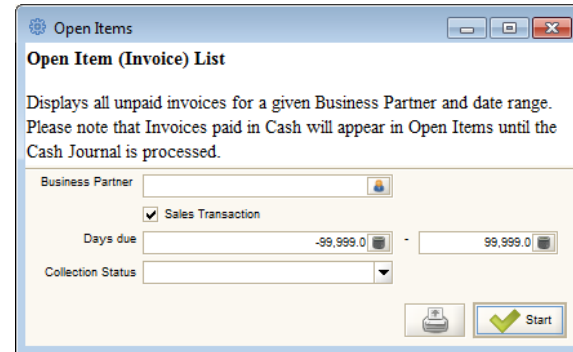 Open Items
Open Item (Invoice) List
Displays all unpaid invoices for a given Business Partner and date range.
Please note that Invoices paid in Cash will appear in Open Items until the
Cash Journal is processed.
Business Partner
Sales Transaction
Days due -99,999.0 - 99,999.0
Collection Status
Start